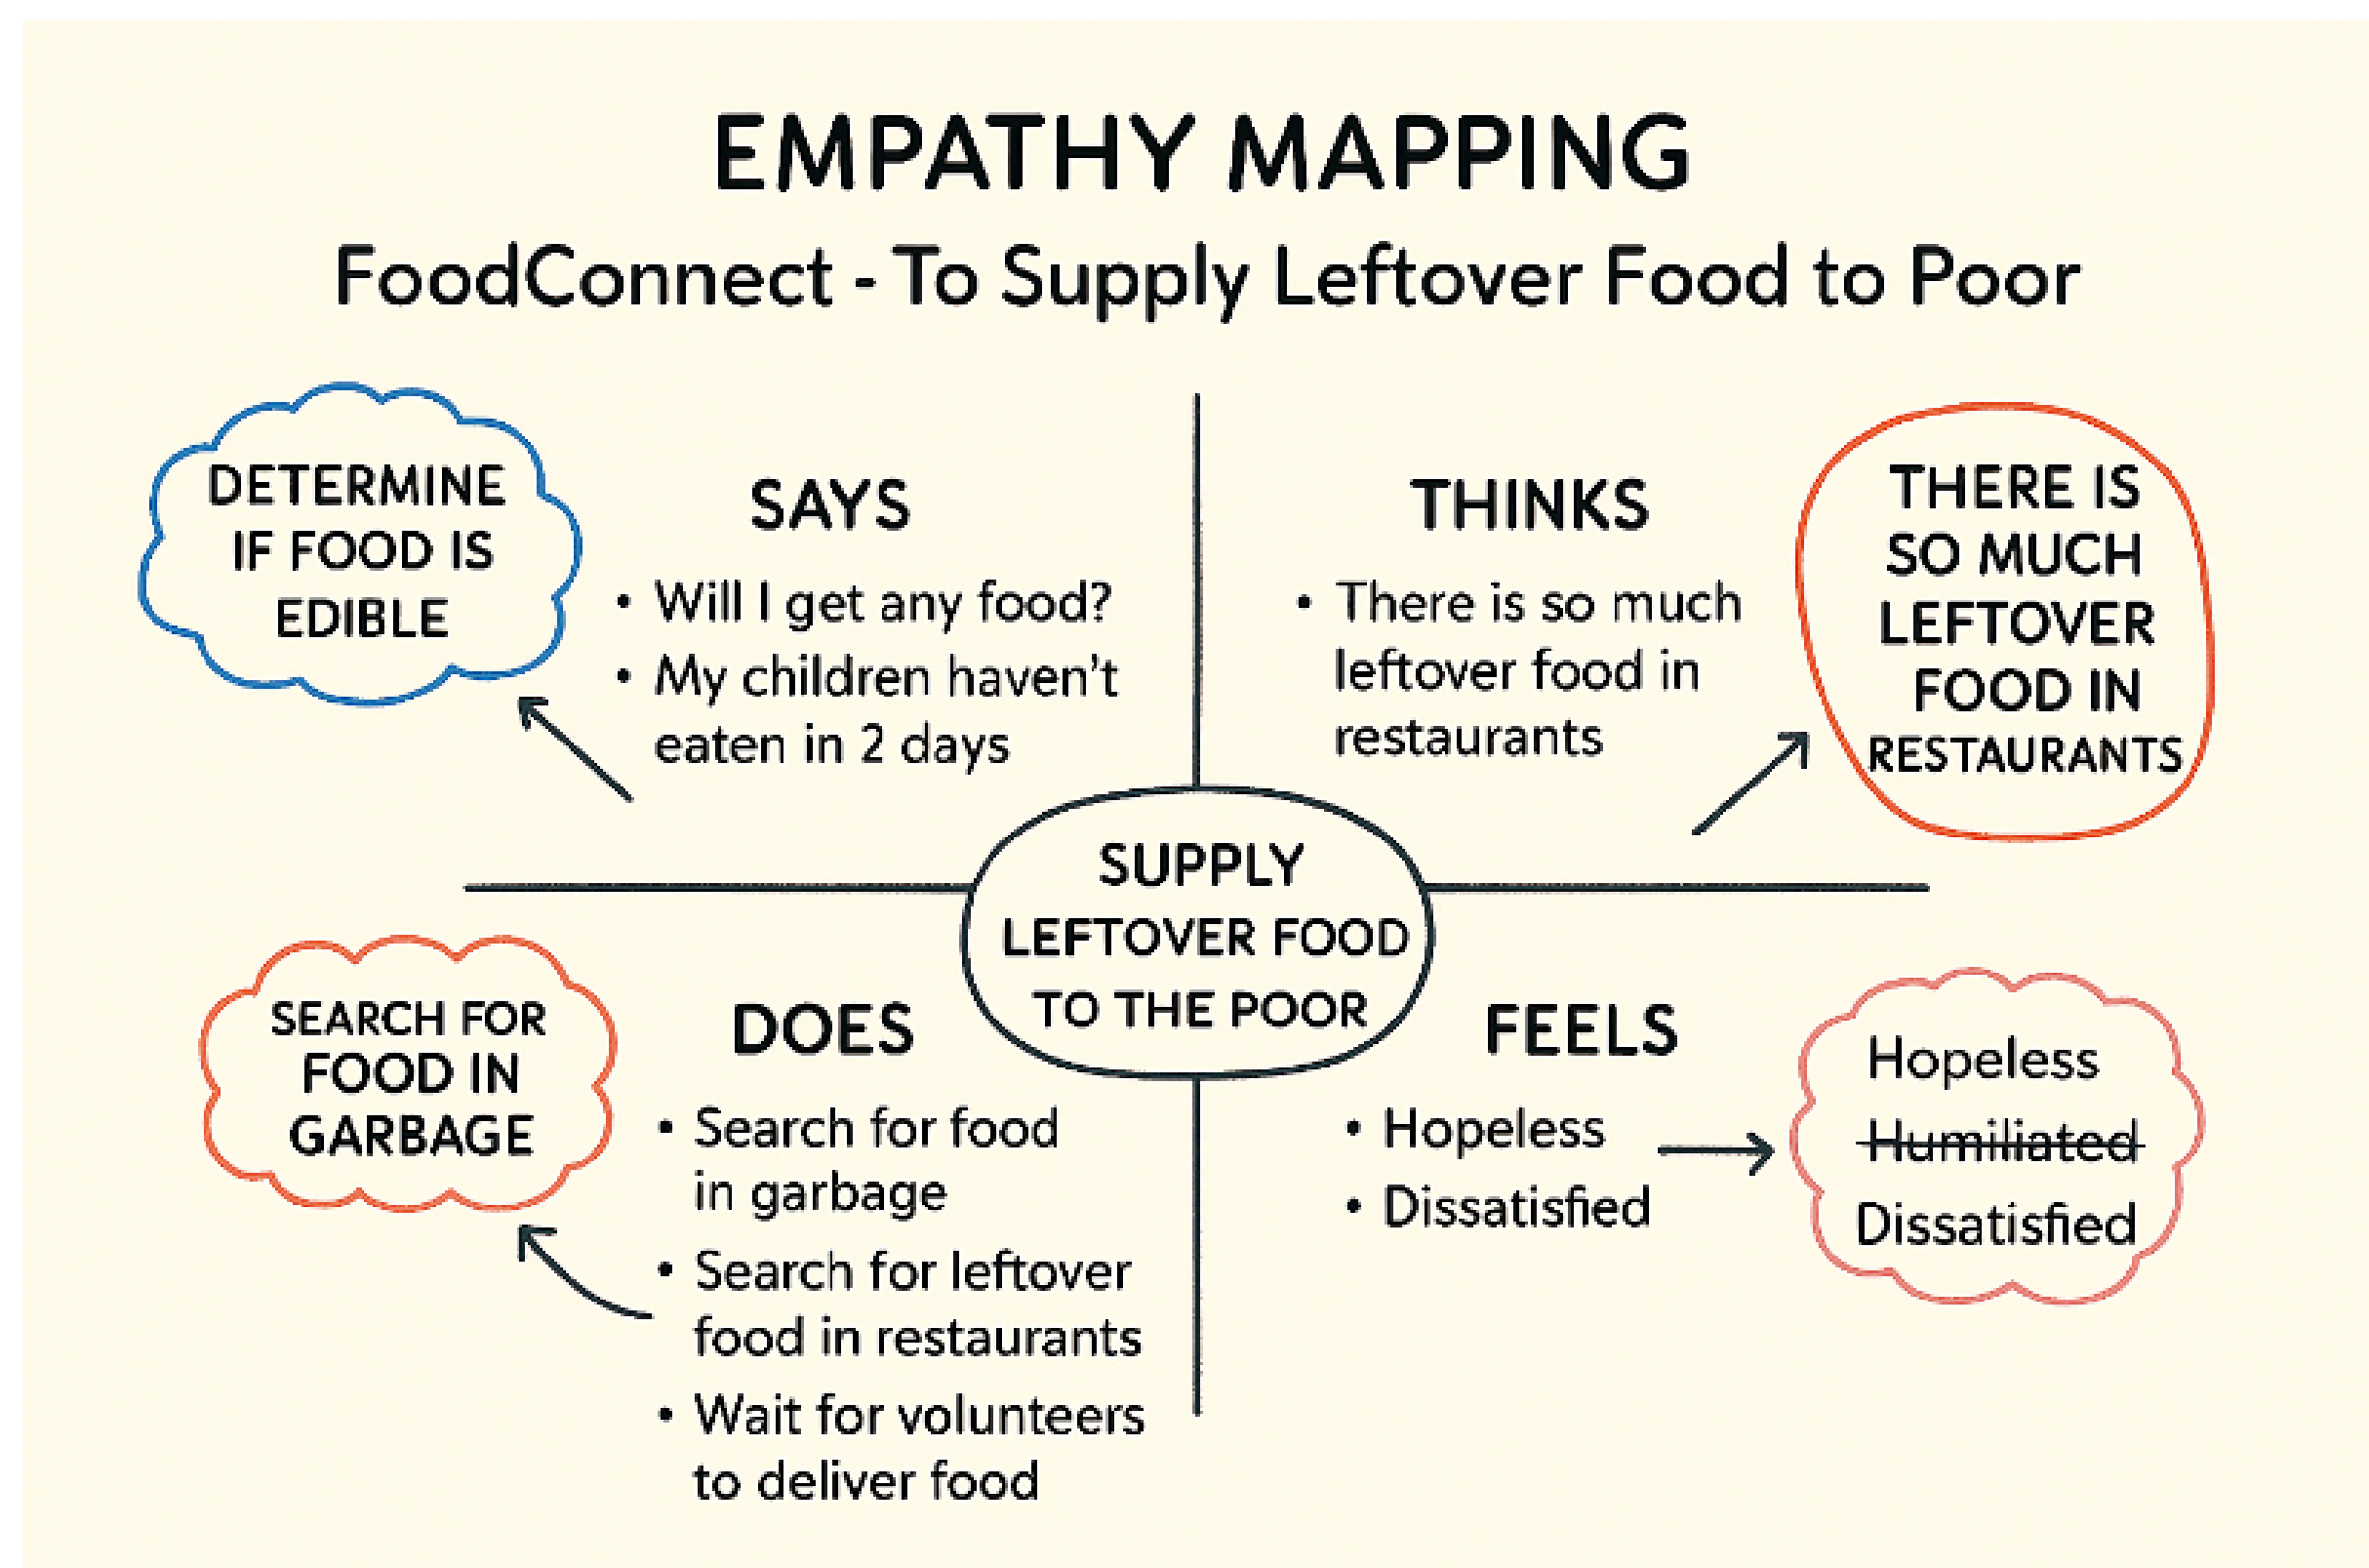 EMPATHY MAPPING
FoodConnect - To Supply Leftover Food to Poor
DETERMINE
IF FOOD IS
EDIBLE
SAYS
• Will I get any food?
• My children haven't
eaten in 2 days
THINKS
• There is so much
leftover food in
restaurants
THERE IS
SO MUCH
LEFTOVER
FOOD IN
RESTAURANTS
SUPPLY
LEFTOVER FOOD
TO THE POOR
SEARCH FOR
FOOD IN
GARBAGE
DOES
• Search for food
in garbage
• Search for leftover
food in restaurants
• Wait for volunteers
to deliver food
FEELS
• Hopeless
• Dissatisfied
Hopeless
Humiliated
Dissatisfied